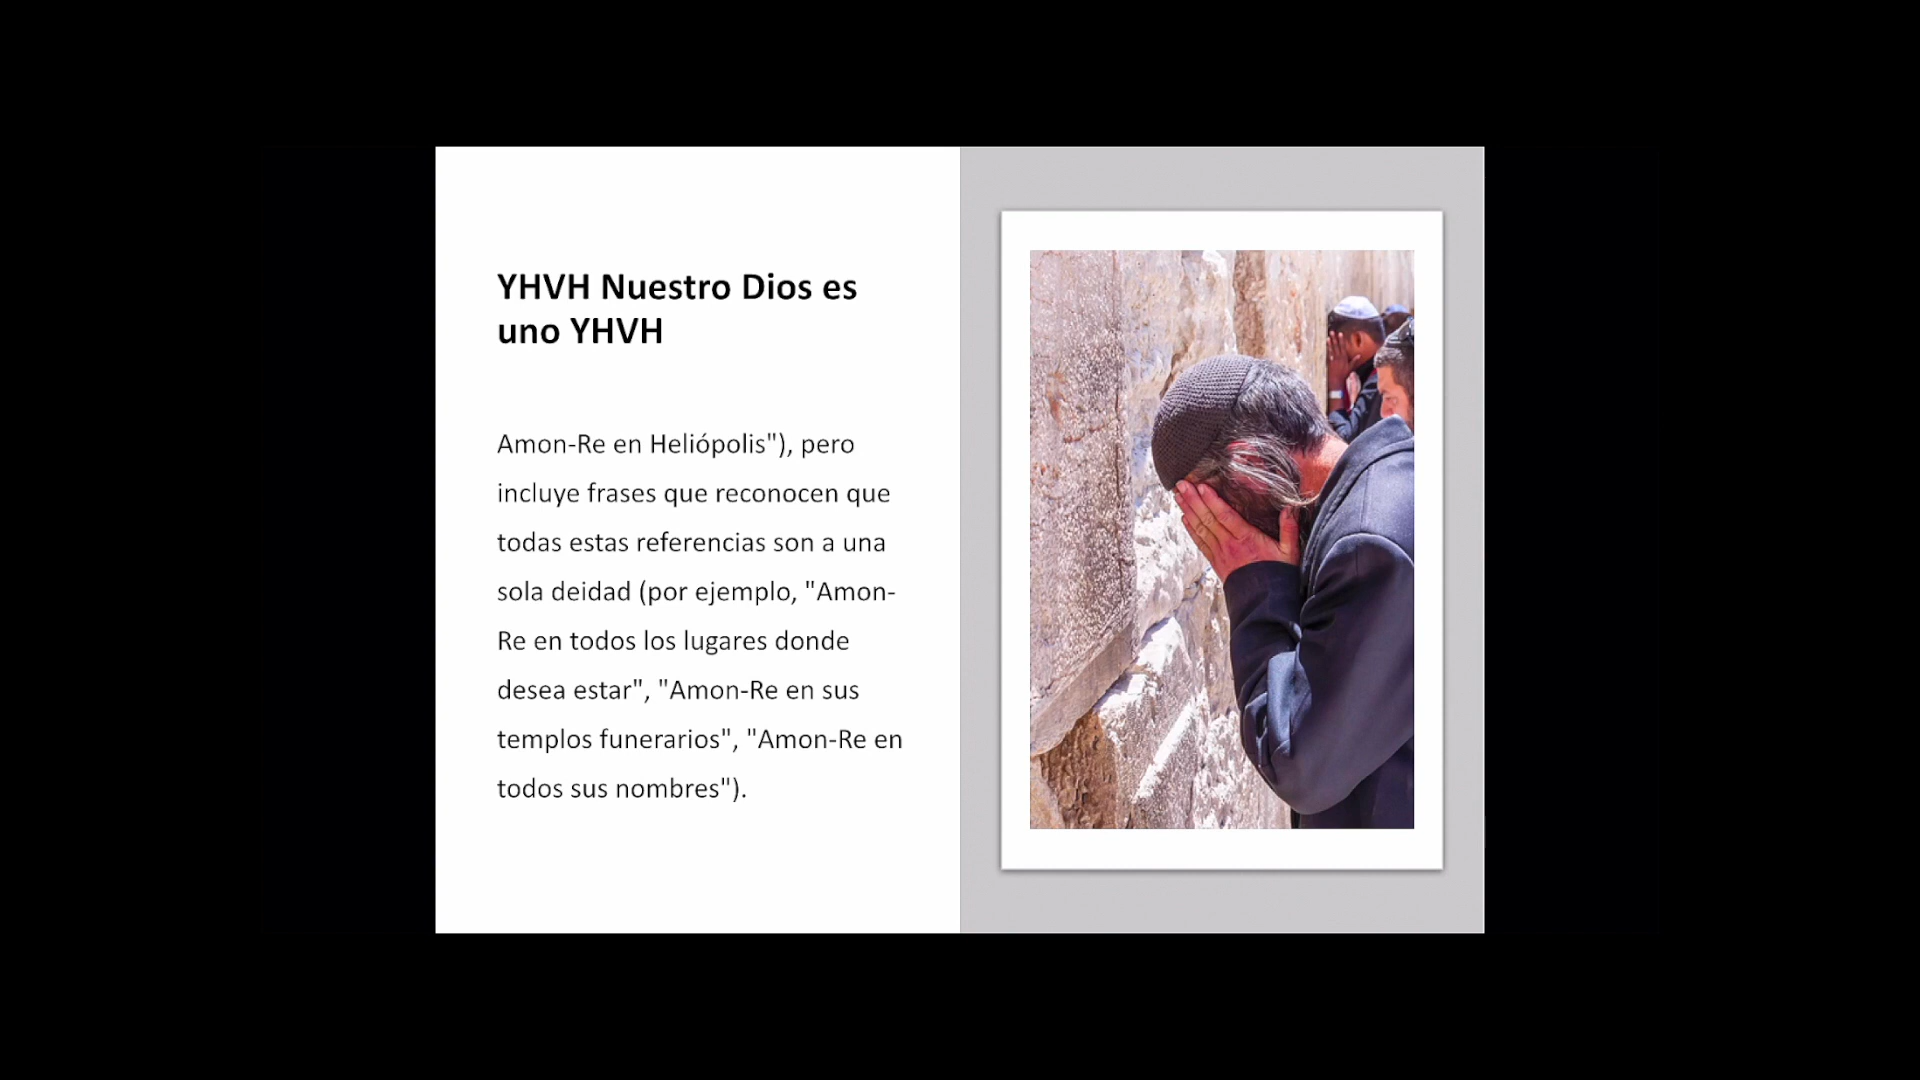 YHVH Nuestro Dios es
uno YHVH
Amon-Re en Heliópolis"), pero
incluye frases que reconocen que
todas estas referencias son a una
sola deidad (por ejemplo, "Amon-
Re en todos los lugares donde
desea estar", "Amon-Re en sus
templos funerarios", "Amon-Re en
todos sus nombres").